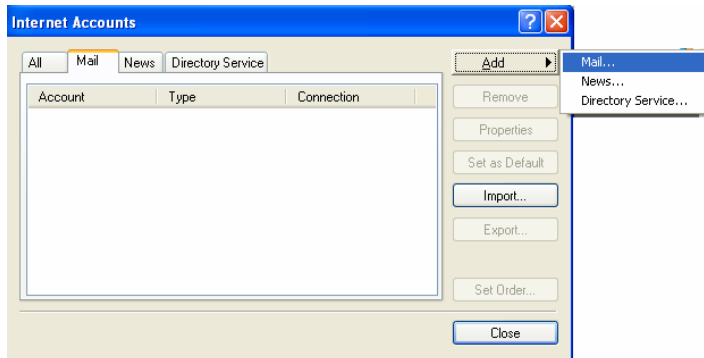 Internet Accounts
All Mail News Directory Service
Add
Mail...
News...
Directory Service...
Account Type Connection
Remove
Properties
Set as Default
Import...
Export...
Set Order...
Close